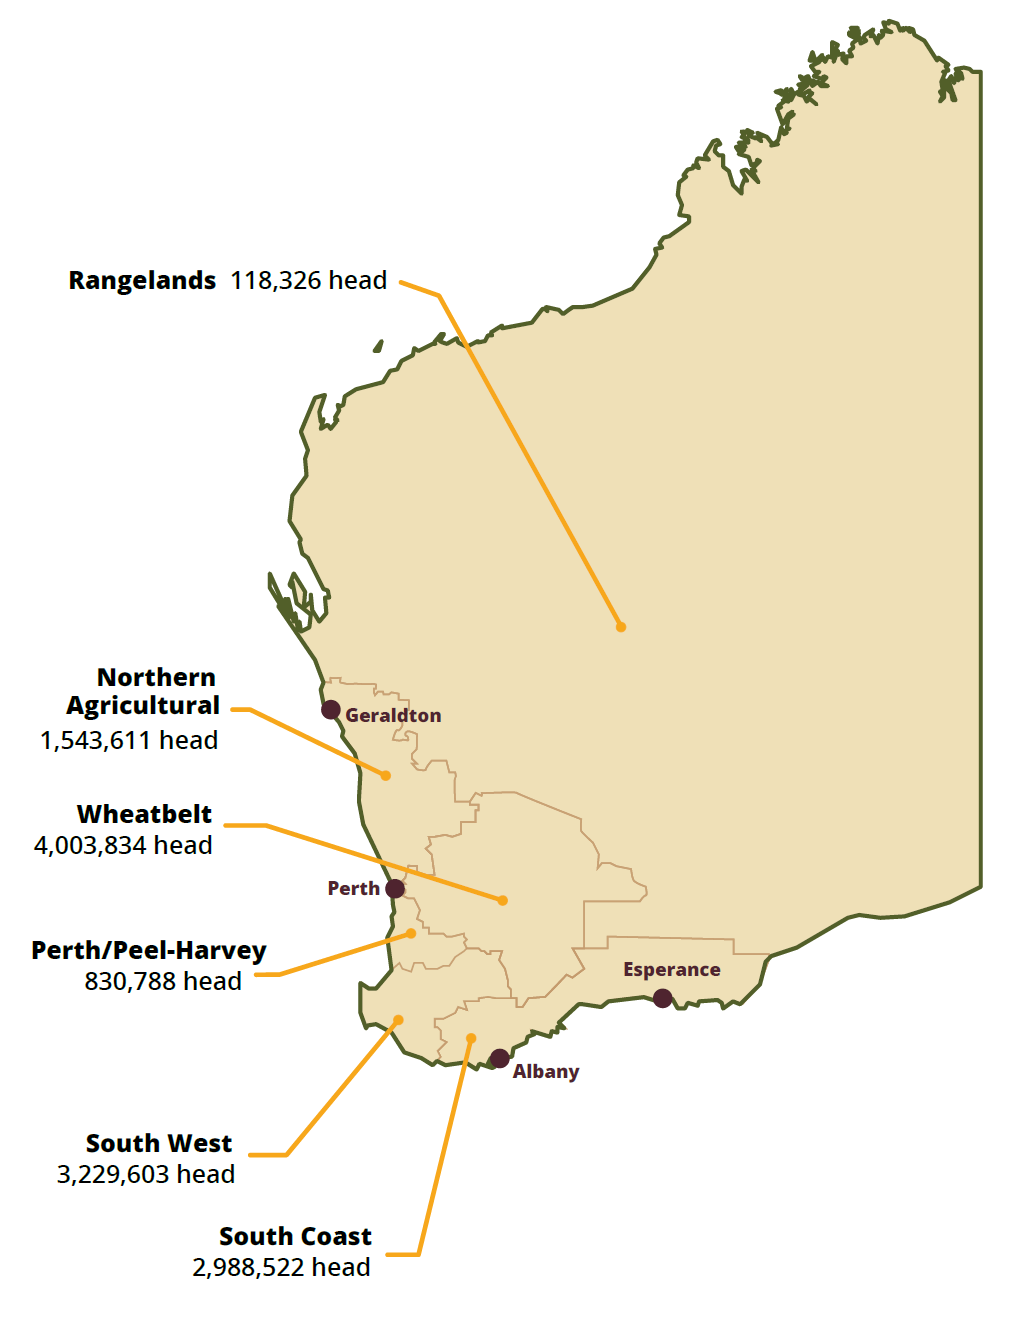 Rangelands 118,326 head
Northern
Agricultural
1,543,611 head
Geraldton
Wheatbelt
4,003,834 head
Perth
Perth/Peel-Harvey
830,788 head
Esperance
Albany
South West
3,229,603 head
South Coast
2,988,522 head